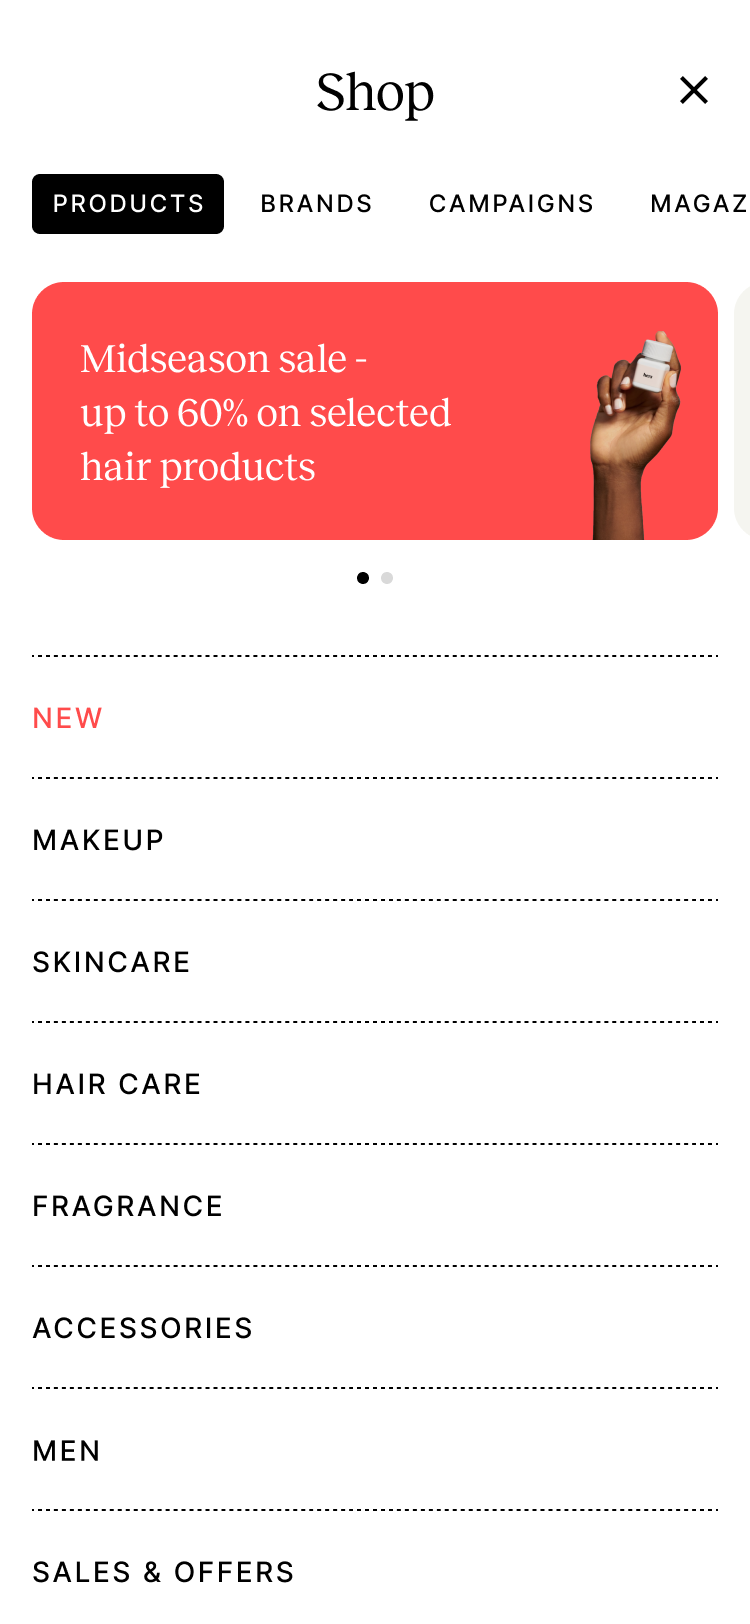 Shop
PRODUCTS BRANDS CAMPAIGNS MAGAZ
Midseason sale -
up to 60% on selected
hair products
NEW
MAKEUP
SKINCARE
HAIR CARE
FRAGRANCE
ACCESSORIES
MEN
SALES & OFFERS